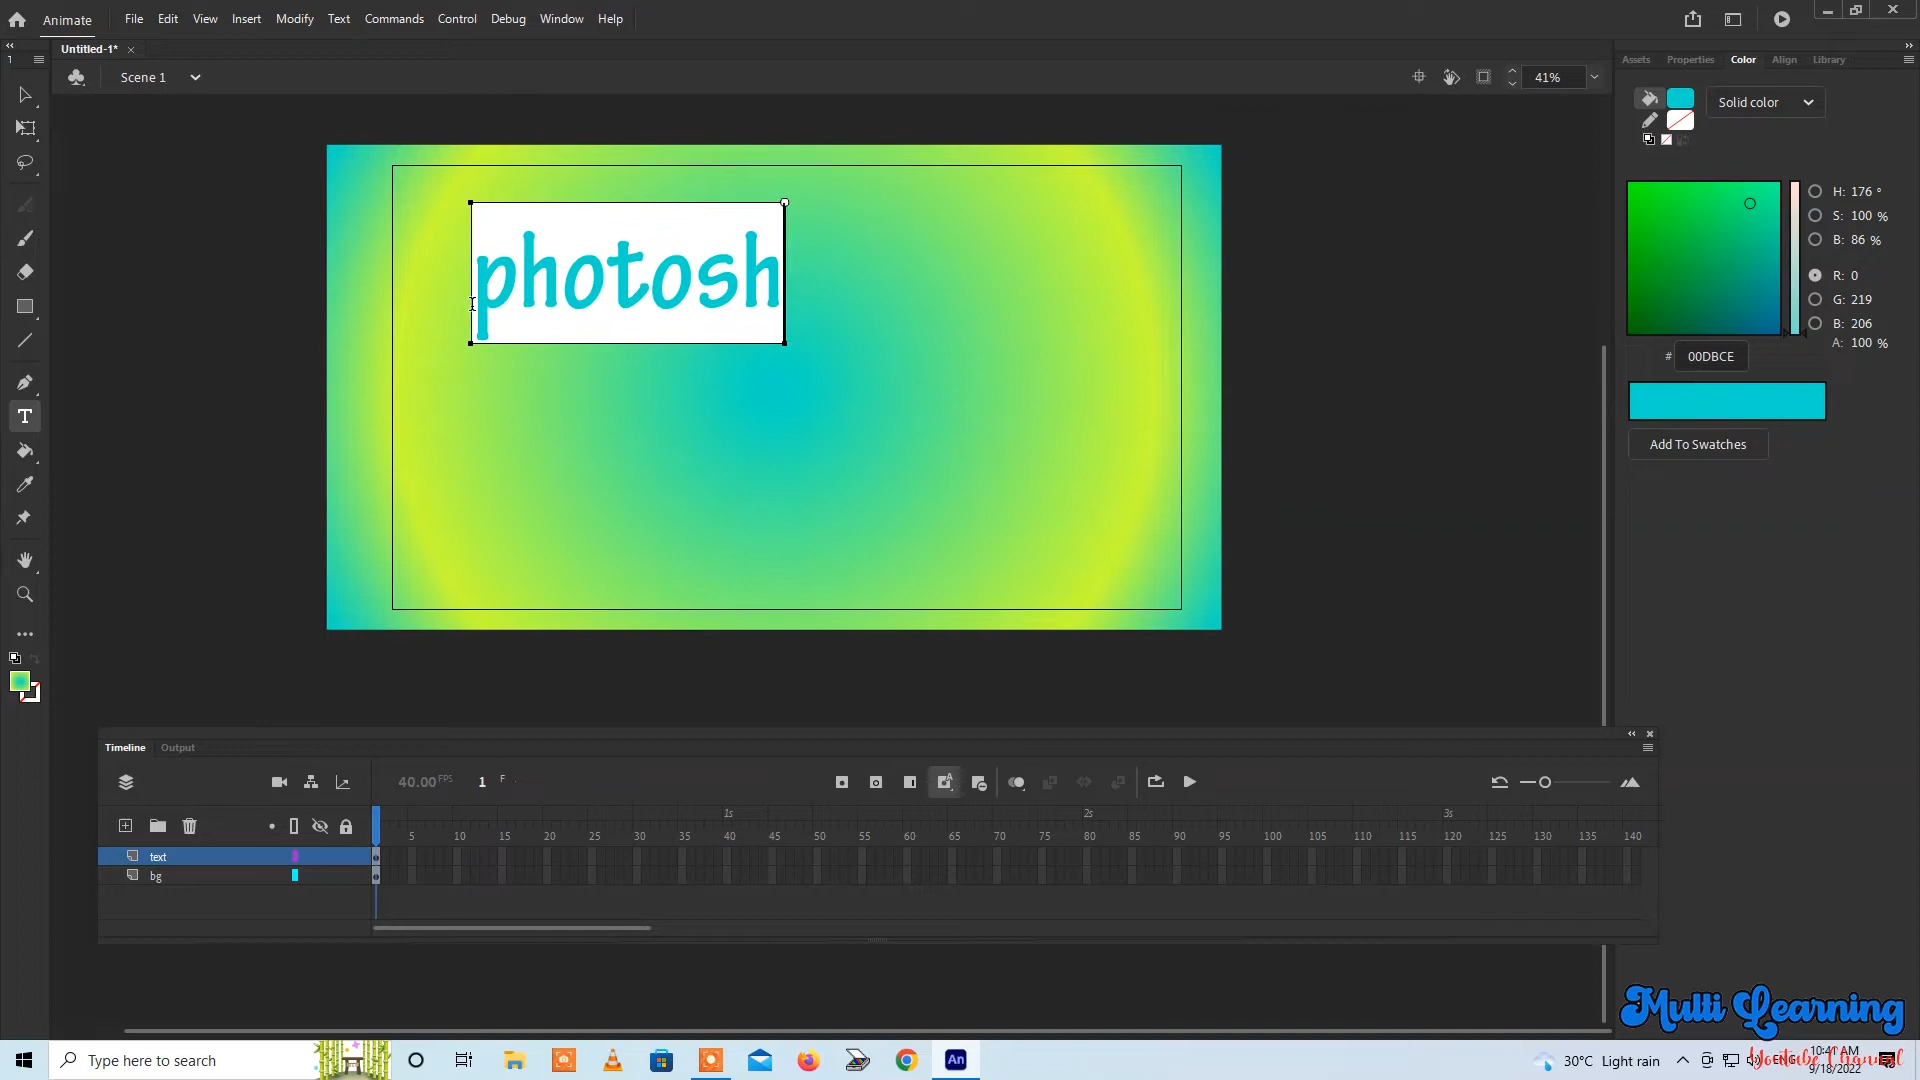 Animate File Edit View Insert Modify Text Commands Control Debug Window Help
Untitled-1*
Scene 1
41%
Assets Properties Color Align Library
Solid color
H: 176 °
S: 100 %
B: 86 %
R: 0
G: 219
B: 206
A: 100 %
# 00DBCE
Add To Swatches
photosh
Timeline Output
40.00 FPS 1 F
1s 2s 3s
5 10 15 20 25 30 35 40 45 50 55 60 65 70 75 80 85 90 95 100 105 110 115 120 125 130 135 140
text
bg
Multi Learning
Youtube Channel
Type here to search
An
30°C Light rain
ENG
10:41 AM
9/18/2022